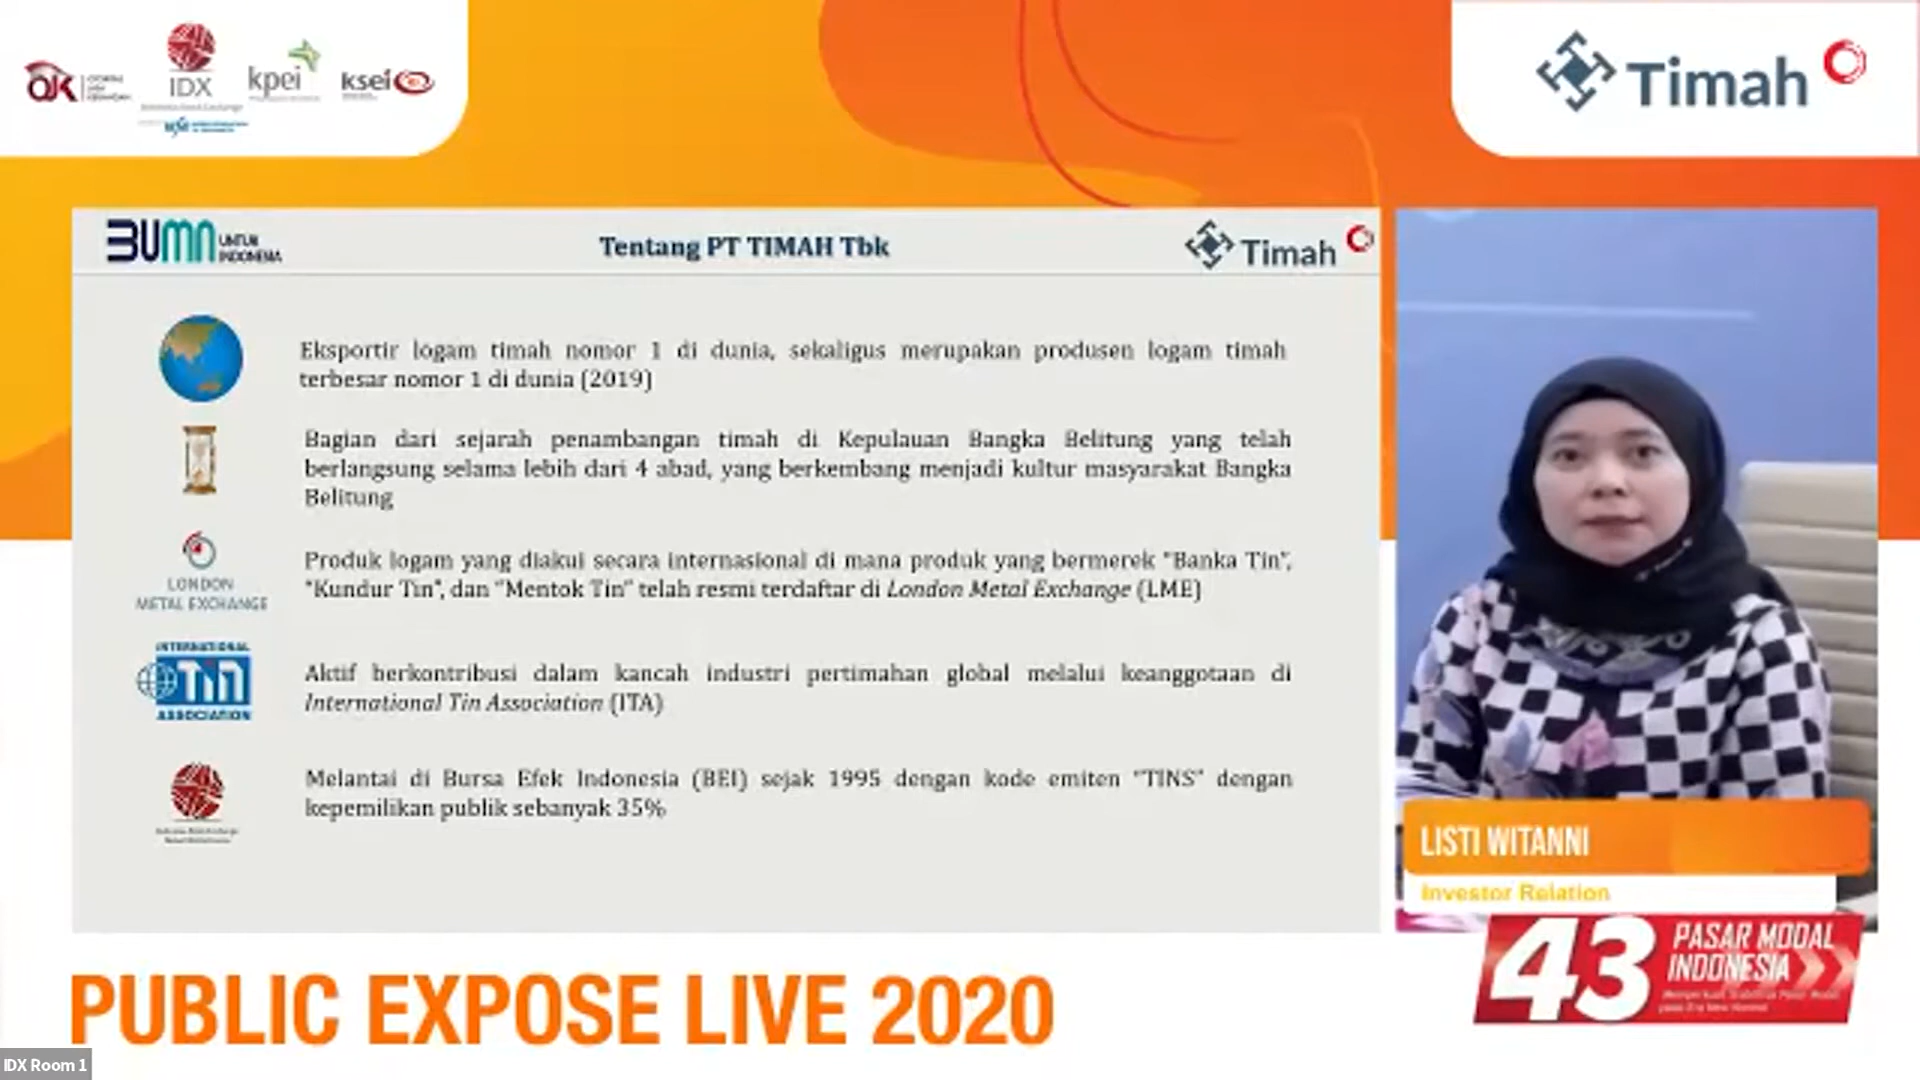 OK
IDX
kpei
ksei
Timah
BUMN
UNTUK
INDONESIA
Tentang PT TIMAH Tbk
Timah
Eksportir logam timah nomor 1 di dunia, sekaligus merupakan produsen logam timah
terbesar nomor 1 di dunia (2019)
Bagian dari sejarah penambangan timah di Kepulauan Bangka Belitung yang telah
berlangsung selama lebih dari 4 abad, yang berkembang menjadi kultur masyarakat Bangka
Belitung
LONDON
METAL EXCHANGE
Produk logam yang diakui secara internasional di mana produk yang bermerek "Banka Tin",
"Kundur Tin", dan "Mentok Tin" telah resmi terdaftar di London Metal Exchange (LME)
INTERNATIONAL
TIN
ASSOCIATION
Aktif berkontribusi dalam kancah industri pertimahan global melalui keanggotaan di
International Tin Association (ITA)
Melantai di Bursa Efek Indonesia (BEI) sejak 1995 dengan kode emiten "TINS" dengan
kepemilikan publik sebanyak 35%
LISTI WITANNI
Investor Relation
43 PASAR MODAL
INDONESIA
PUBLIC EXPOSE LIVE 2020
IDX Room 1